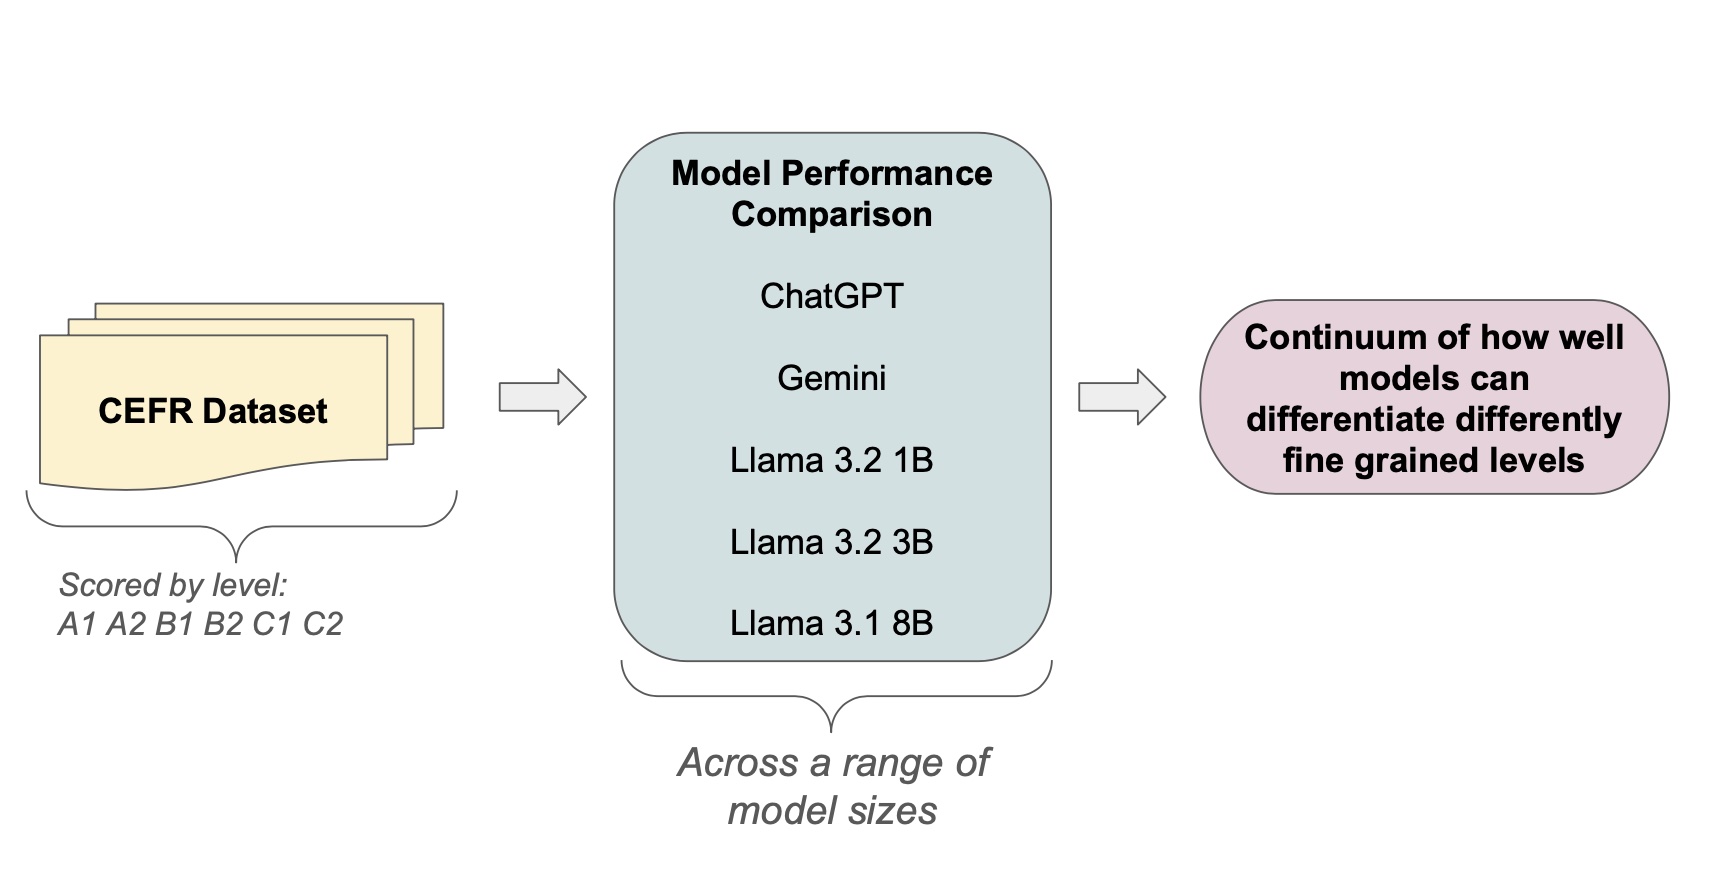 CEFR Dataset
Scored by level:
A1 A2 B1 B2 C1 C2
Model Performance
Comparison
ChatGPT
Gemini
Llama 3.2 1B
Llama 3.2 3B
Llama 3.1 8B
Across a range of
model sizes
Continuum of how well
models can
differentiate differently
fine grained levels